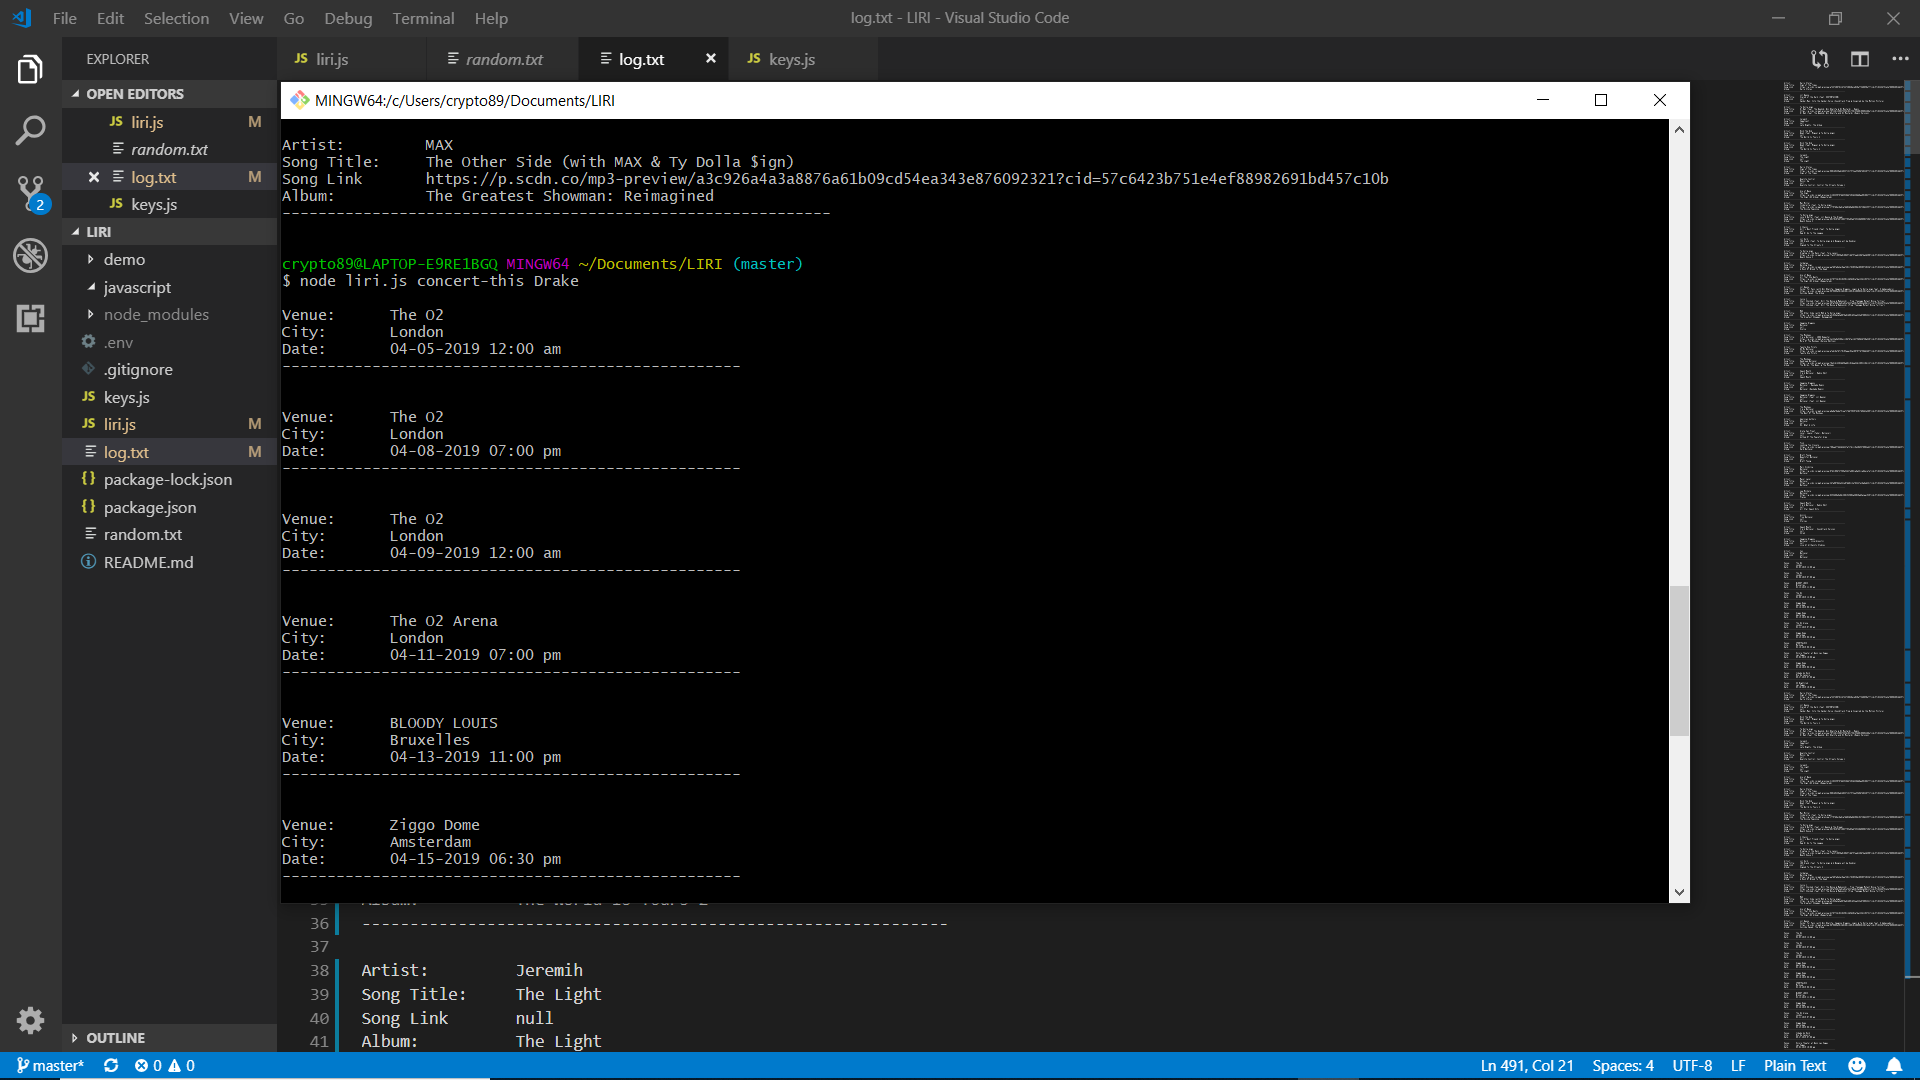 File Edit Selection View Go Debug Terminal Help
log.txt - LIRI - Visual Studio Code
EXPLORER
JS liri.js
random.txt
log.txt
JS keys.js
OPEN EDITORS
JS liri.js M
random.txt
log.txt M
JS keys.js
2
LIRI
demo
javascript
node_modules
.env
.gitignore
JS keys.js
JS liri.js M
log.txt M
{} package-lock.json
{} package.json
random.txt
README.md
OUTLINE
MINGW64:/c/Users/crypto89/Documents/LIRI
Artist: MAX
Song Title: The Other Side (with MAX & Ty Dolla $ign)
Song Link https://p.scdn.co/mp3-preview/a3c926a4a3a8876a61b09cd54ea343e876092321?cid=57c6423b751e4ef88982691bd457c10b
Album: The Greatest Showman: Reimagined
-------------------------------------------------------------
crypto89@LAPTOP-E9RE1BGQ MINGW64 ~/Documents/LIRI (master)
$ node liri.js concert-this Drake
Venue: The O2
City: London
Date: 04-05-2019 12:00 am
---------------------------------------------------
Venue: The O2
City: London
Date: 04-08-2019 07:00 pm
---------------------------------------------------
Venue: The O2
City: London
Date: 04-09-2019 12:00 am
---------------------------------------------------
Venue: The O2 Arena
City: London
Date: 04-11-2019 07:00 pm
---------------------------------------------------
Venue: BLOODY LOUIS
City: Bruxelles
Date: 04-13-2019 11:00 pm
---------------------------------------------------
Venue: Ziggo Dome
City: Amsterdam
Date: 04-15-2019 06:30 pm
---------------------------------------------------
36 -------------------------------------------------------------
37
38 Artist: Jeremih
39 Song Title: The Light
40 Song Link null
41 Album: The Light
master* 0 0
Ln 491, Col 21 Spaces: 4 UTF-8 LF Plain Text